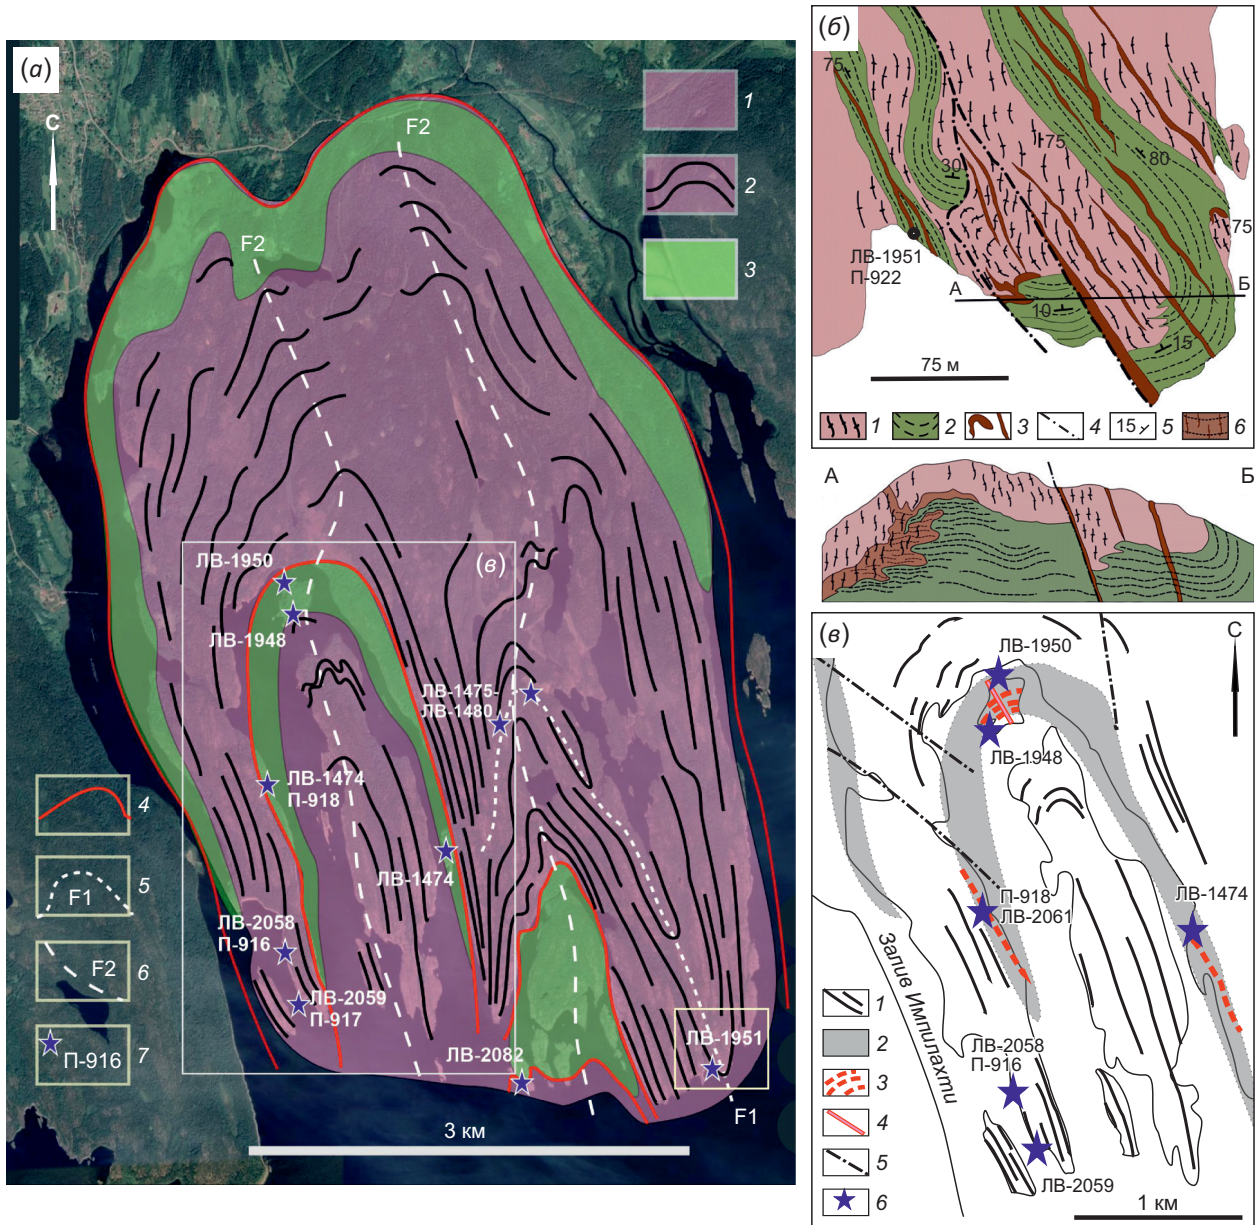 (а)
С
F2
F2
1
2
3
ЛВ-1950
(в)
ЛВ-1948
ЛВ-1475-
ЛВ-1480
ЛВ-1474
П-918
ЛВ-1474
ЛВ-2058
П-916
ЛВ-2059
П-917
ЛВ-2082
ЛВ-1951
F1
3 км
4
F1
5
F2
6
П-916
7
(б)
75
30
75
80
75
ЛВ-1951
П-922
А
Б
10
15
75 м
1
2
3
4
15
5
6
А
Б
(в)
С
ЛВ-1950
ЛВ-1948
П-918
ЛВ-2061
ЛВ-1474
Залив Импилахти
ЛВ-2058
П-916
ЛВ-2059
1
2
3
4
5
6
1 км